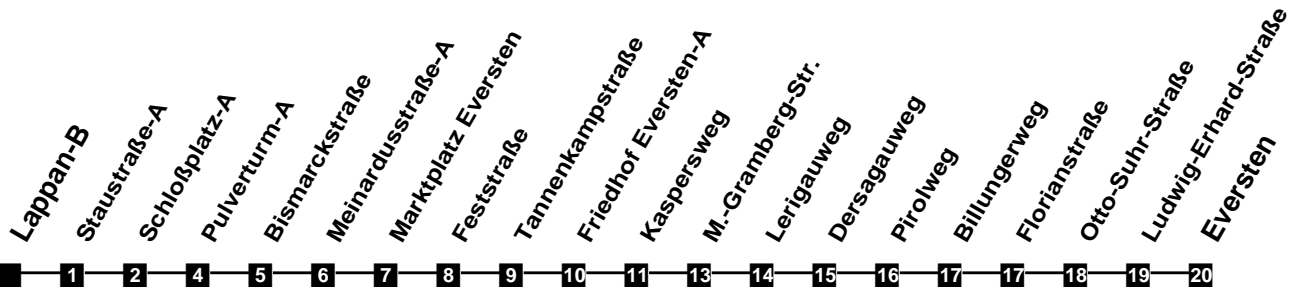 Lappan-B
Staustraße-A
Schloßplatz-A
Pulverturm-A
Bismarckstraße
Meinardusstraße-A
Marktplatz Eversten
Feststraße
Tannenkampstraße
Friedhof Eversten-A
Kaspersweg
M.-Gramberg-Str.
Lerigauweg
Dersagauweg
Pirolweg
Billungerweg
Florianstraße
Otto-Suhr-Straße
Ludwig-Erhard-Straße
Eversten
1 2 4 5 6 7 8 9 10 11 13 14 15 16 17 17 18 19 20